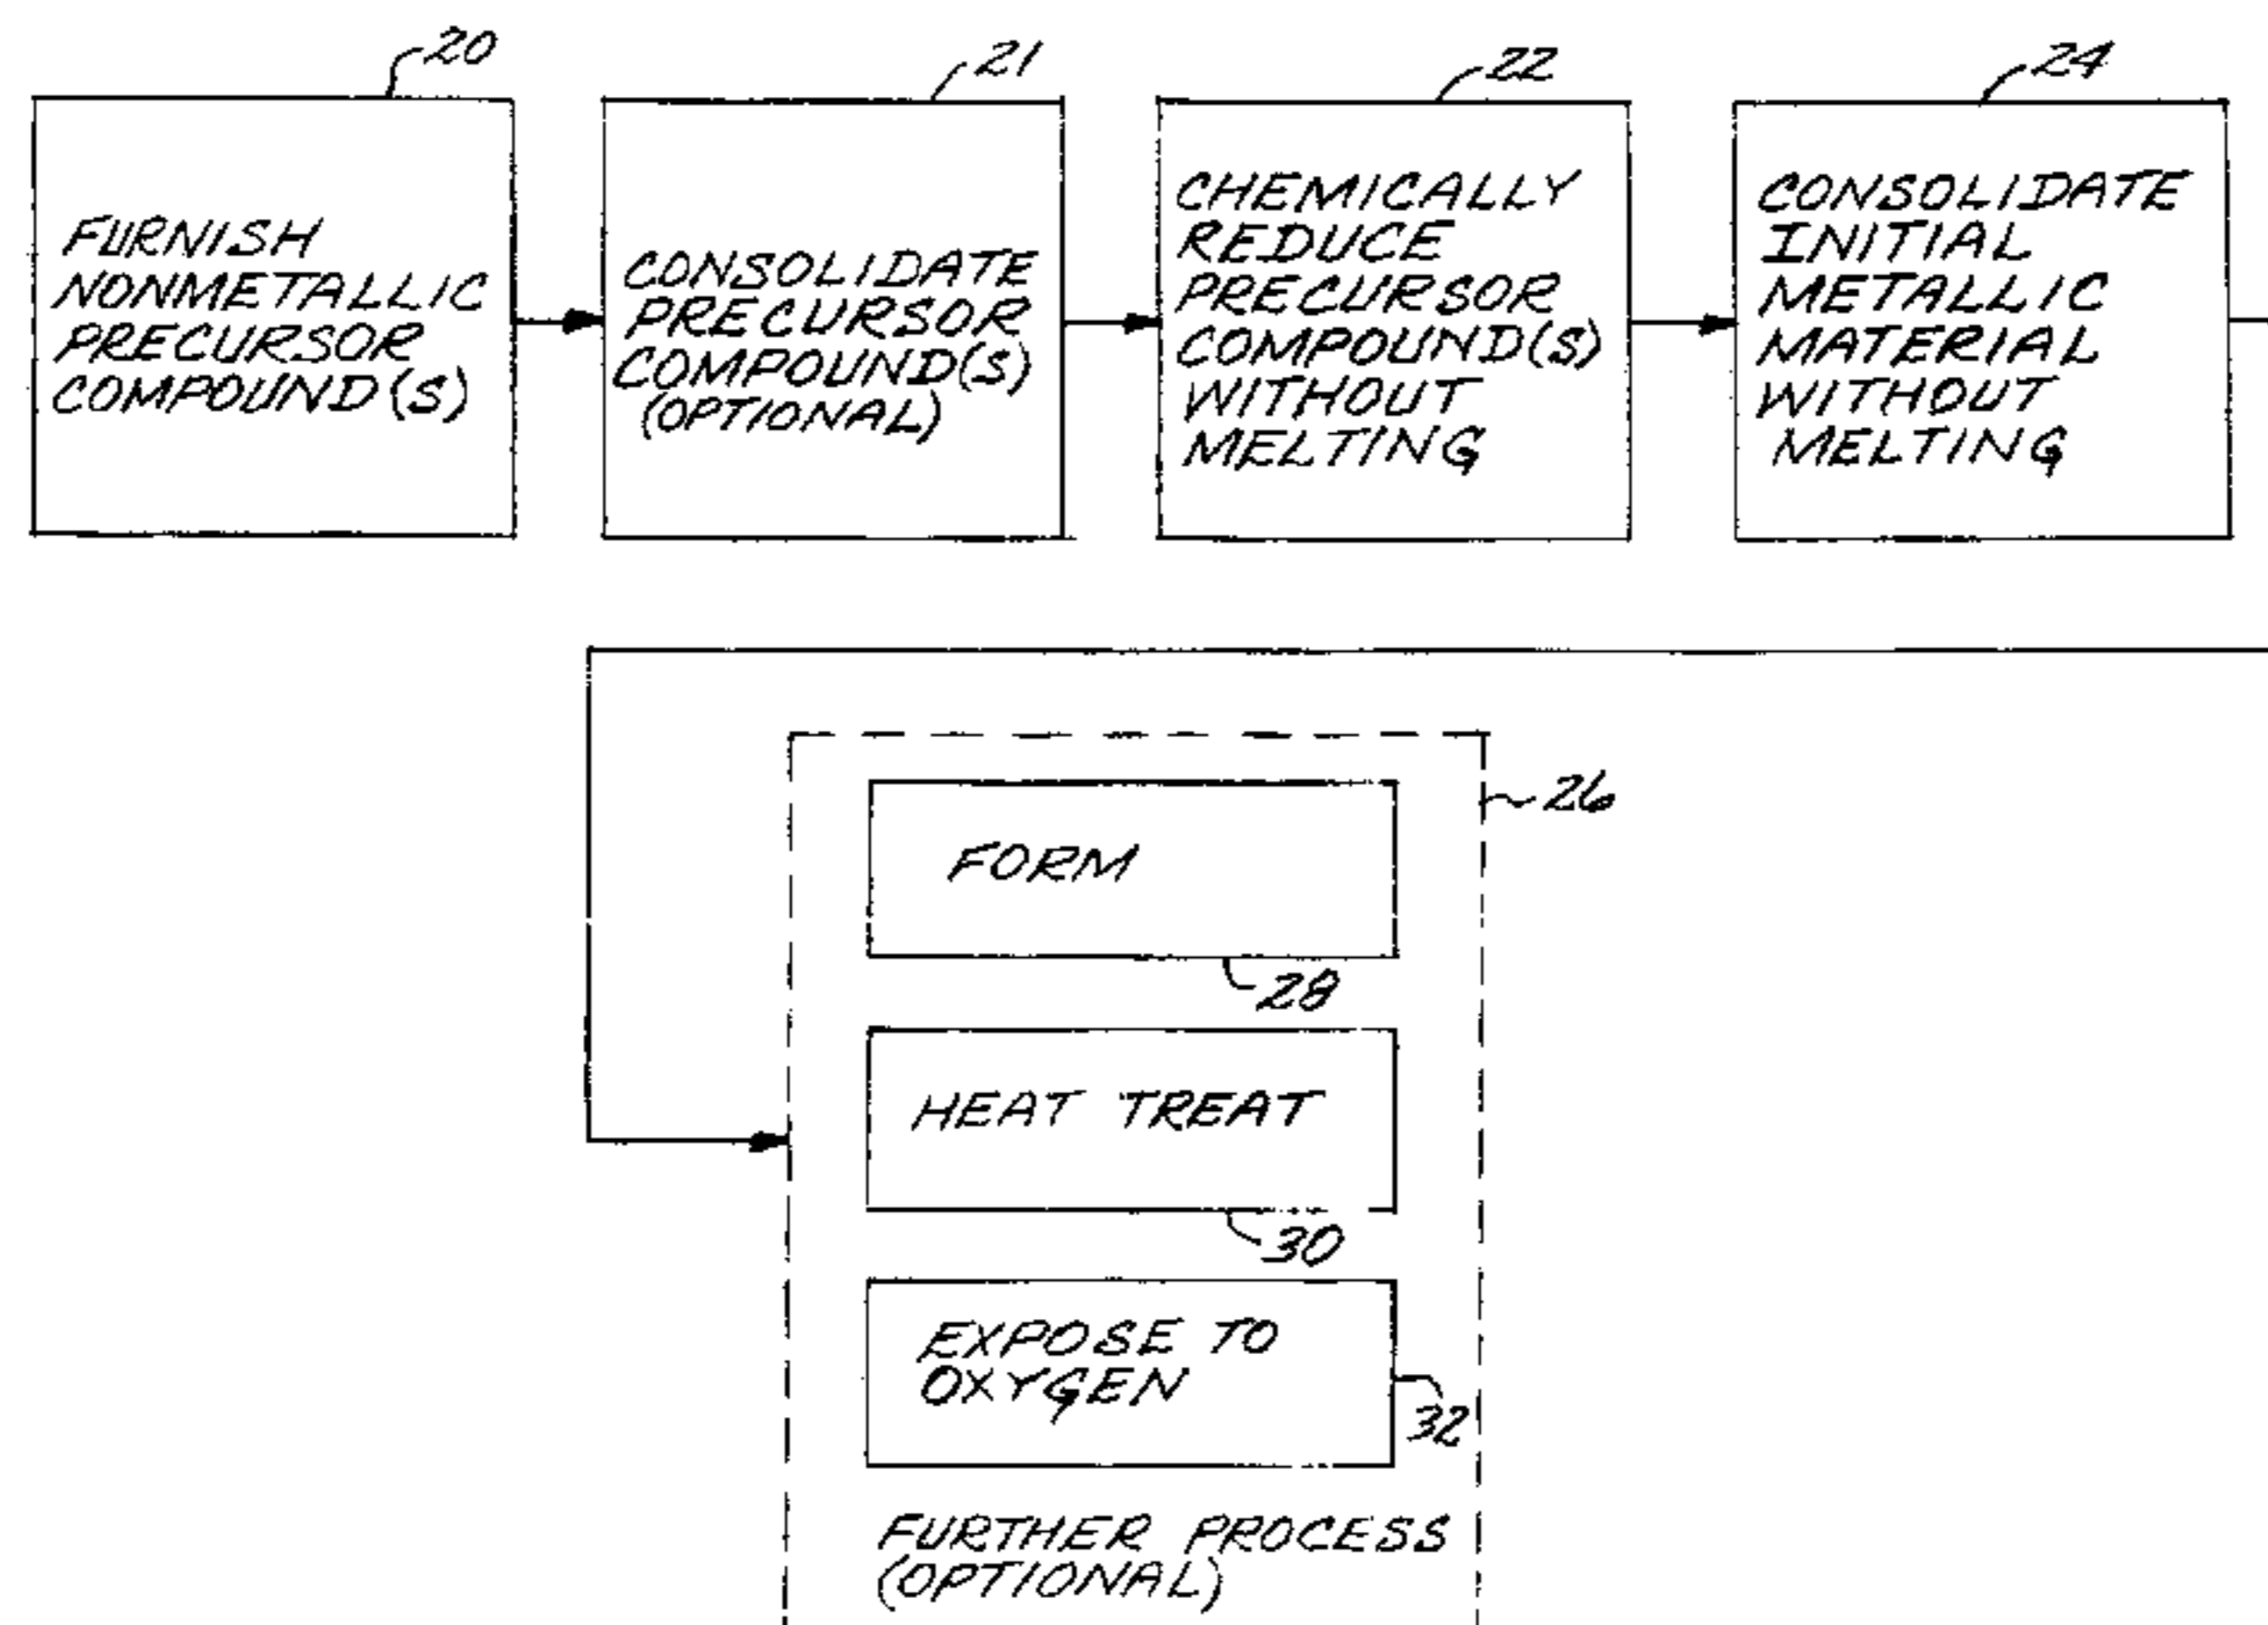 20
21
22
24
FURNISH
NONMETALLIC
PRECURSOR
COMPOUND(S)
CONSOLIDATE
PRECURSOR
COMPOUND(S)
(OPTIONAL)
CHEMICALLY
REDUCE
PRECURSOR
COMPOUND(S)
WITHOUT
MELTING
CONSOLIDATE
INITIAL
METALLIC
MATERIAL
WITHOUT
MELTING
26
FORM
28
HEAT TREAT
30
EXPOSE TO
OXYGEN
32
FURTHER PROCESS
(OPTIONAL)